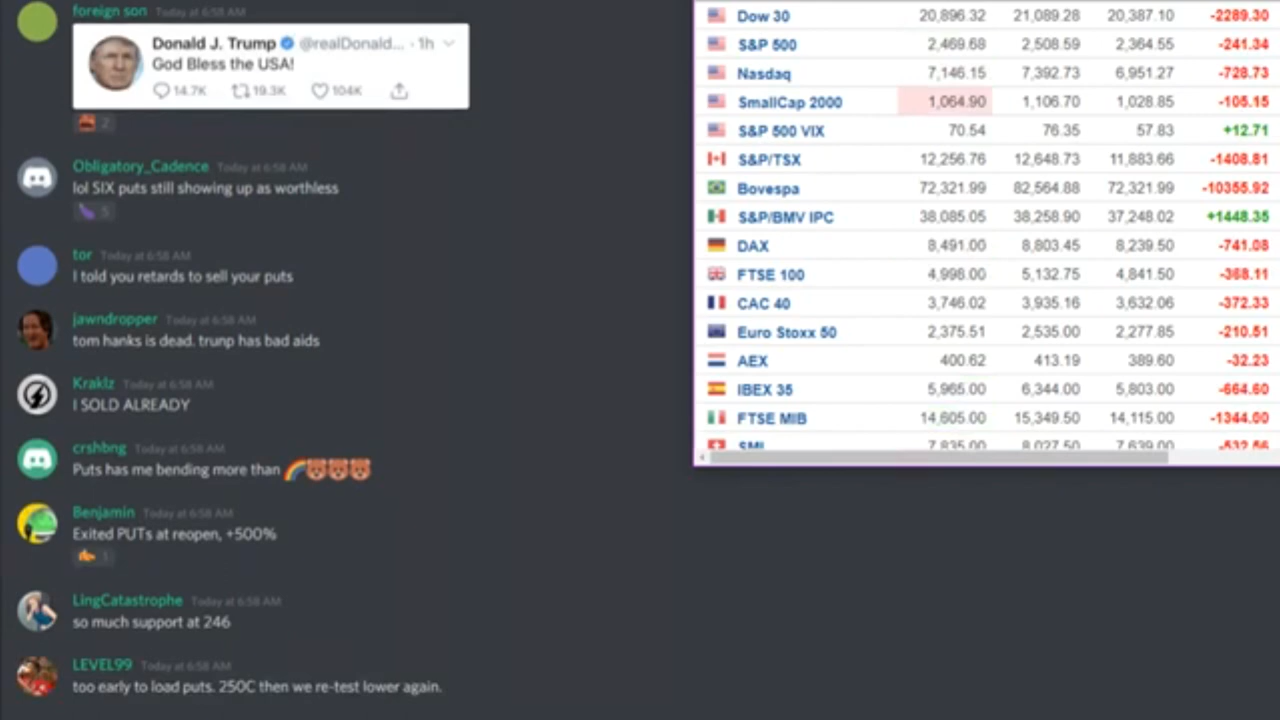 foreign son Today at 6:58 AM
Donald J. Trump @realDonald... · 1h
God Bless the USA!
14.7K 19.3K 104K
2
Obligatory_Cadence Today at 6:58 AM
lol SIX puts still showing up as worthless
5
tor Today at 6:58 AM
I told you retards to sell your puts
jawndropper Today at 6:58 AM
tom hanks is dead. trunp has bad aids
Kraklz Today at 6:58 AM
I SOLD ALREADY
crshbng Today at 6:58 AM
Puts has me bending more than
Benjamin Today at 6:58 AM
Exited PUTs at reopen, +500%
1
LingCatastrophe Today at 6:58 AM
so much support at 246
LEVEL99 Today at 6:58 AM
too early to load puts. 250C then we re-test lower again.
Dow 30 20,896.32 21,089.28 20,387.10 -2289.30
S&P 500 2,469.68 2,508.59 2,364.55 -241.34
Nasdaq 7,146.15 7,392.73 6,951.27 -728.73
SmallCap 2000 1,064.90 1,106.70 1,028.85 -105.15
S&P 500 VIX 70.54 76.35 57.83 +12.71
S&P/TSX 12,256.76 12,648.73 11,883.66 -1408.81
Bovespa 72,321.99 82,564.88 72,321.99 -10355.92
S&P/BMV IPC 38,085.05 38,258.90 37,248.02 +1448.35
DAX 8,491.00 8,803.45 8,239.50 -741.08
FTSE 100 4,998.00 5,132.75 4,841.50 -368.11
CAC 40 3,746.02 3,935.16 3,632.06 -372.33
Euro Stoxx 50 2,375.51 2,535.00 2,277.85 -210.51
AEX 400.62 413.19 389.60 -32.23
IBEX 35 5,965.00 6,344.00 5,803.00 -664.60
FTSE MIB 14,605.00 15,349.50 14,115.00 -1344.00
SMI 7,835.00 8,027.50 7,639.00 -532.56